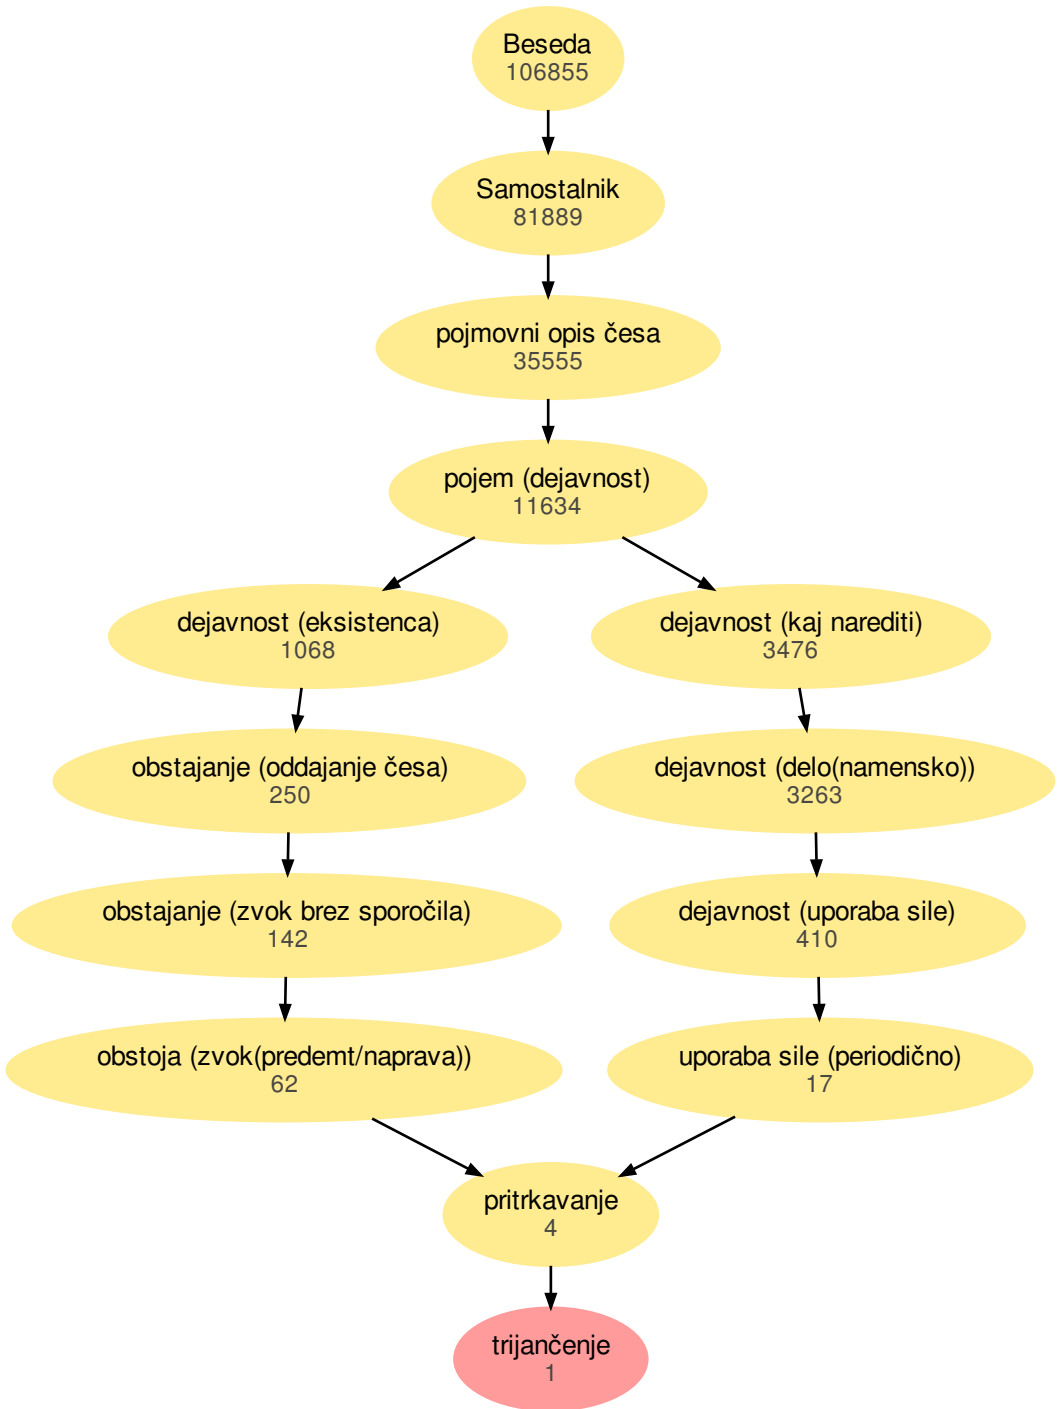 Beseda
106855
Samostalnik
81889
pojmovni opis česa
35555
pojem (dejavnost)
11634
dejavnost (eksistenca)
1068
dejavnost (kaj narediti)
3476
obstajanje (oddajanje česa)
250
dejavnost (delo(namensko))
3263
obstajanje (zvok brez sporočila)
142
dejavnost (uporaba sile)
410
obstoja (zvok(predemt/naprava))
62
uporaba sile (periodično)
17
pritrkavanje
4
trijančenje
1